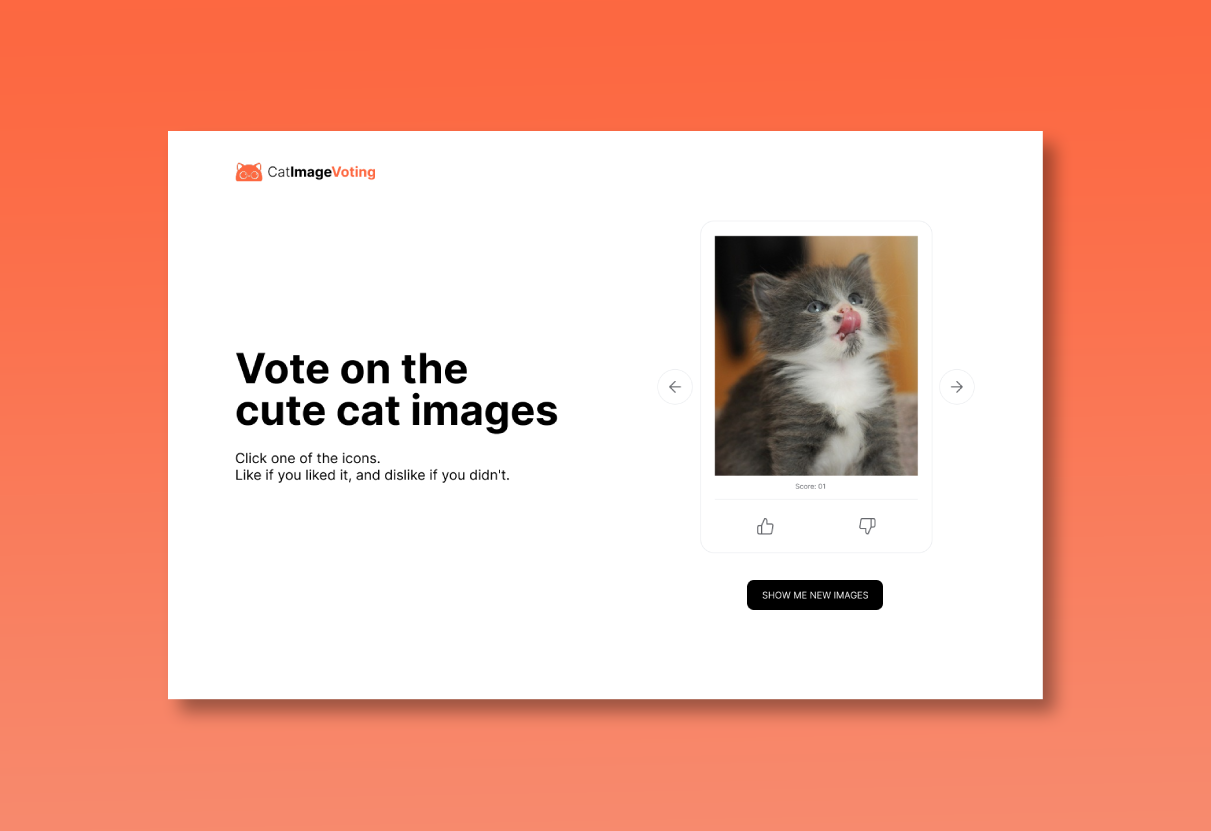 CatImageVoting
Vote on the
cute cat images
Click one of the icons.
Like if you liked it, and dislike if you didn't.
Score: 01
SHOW ME NEW IMAGES